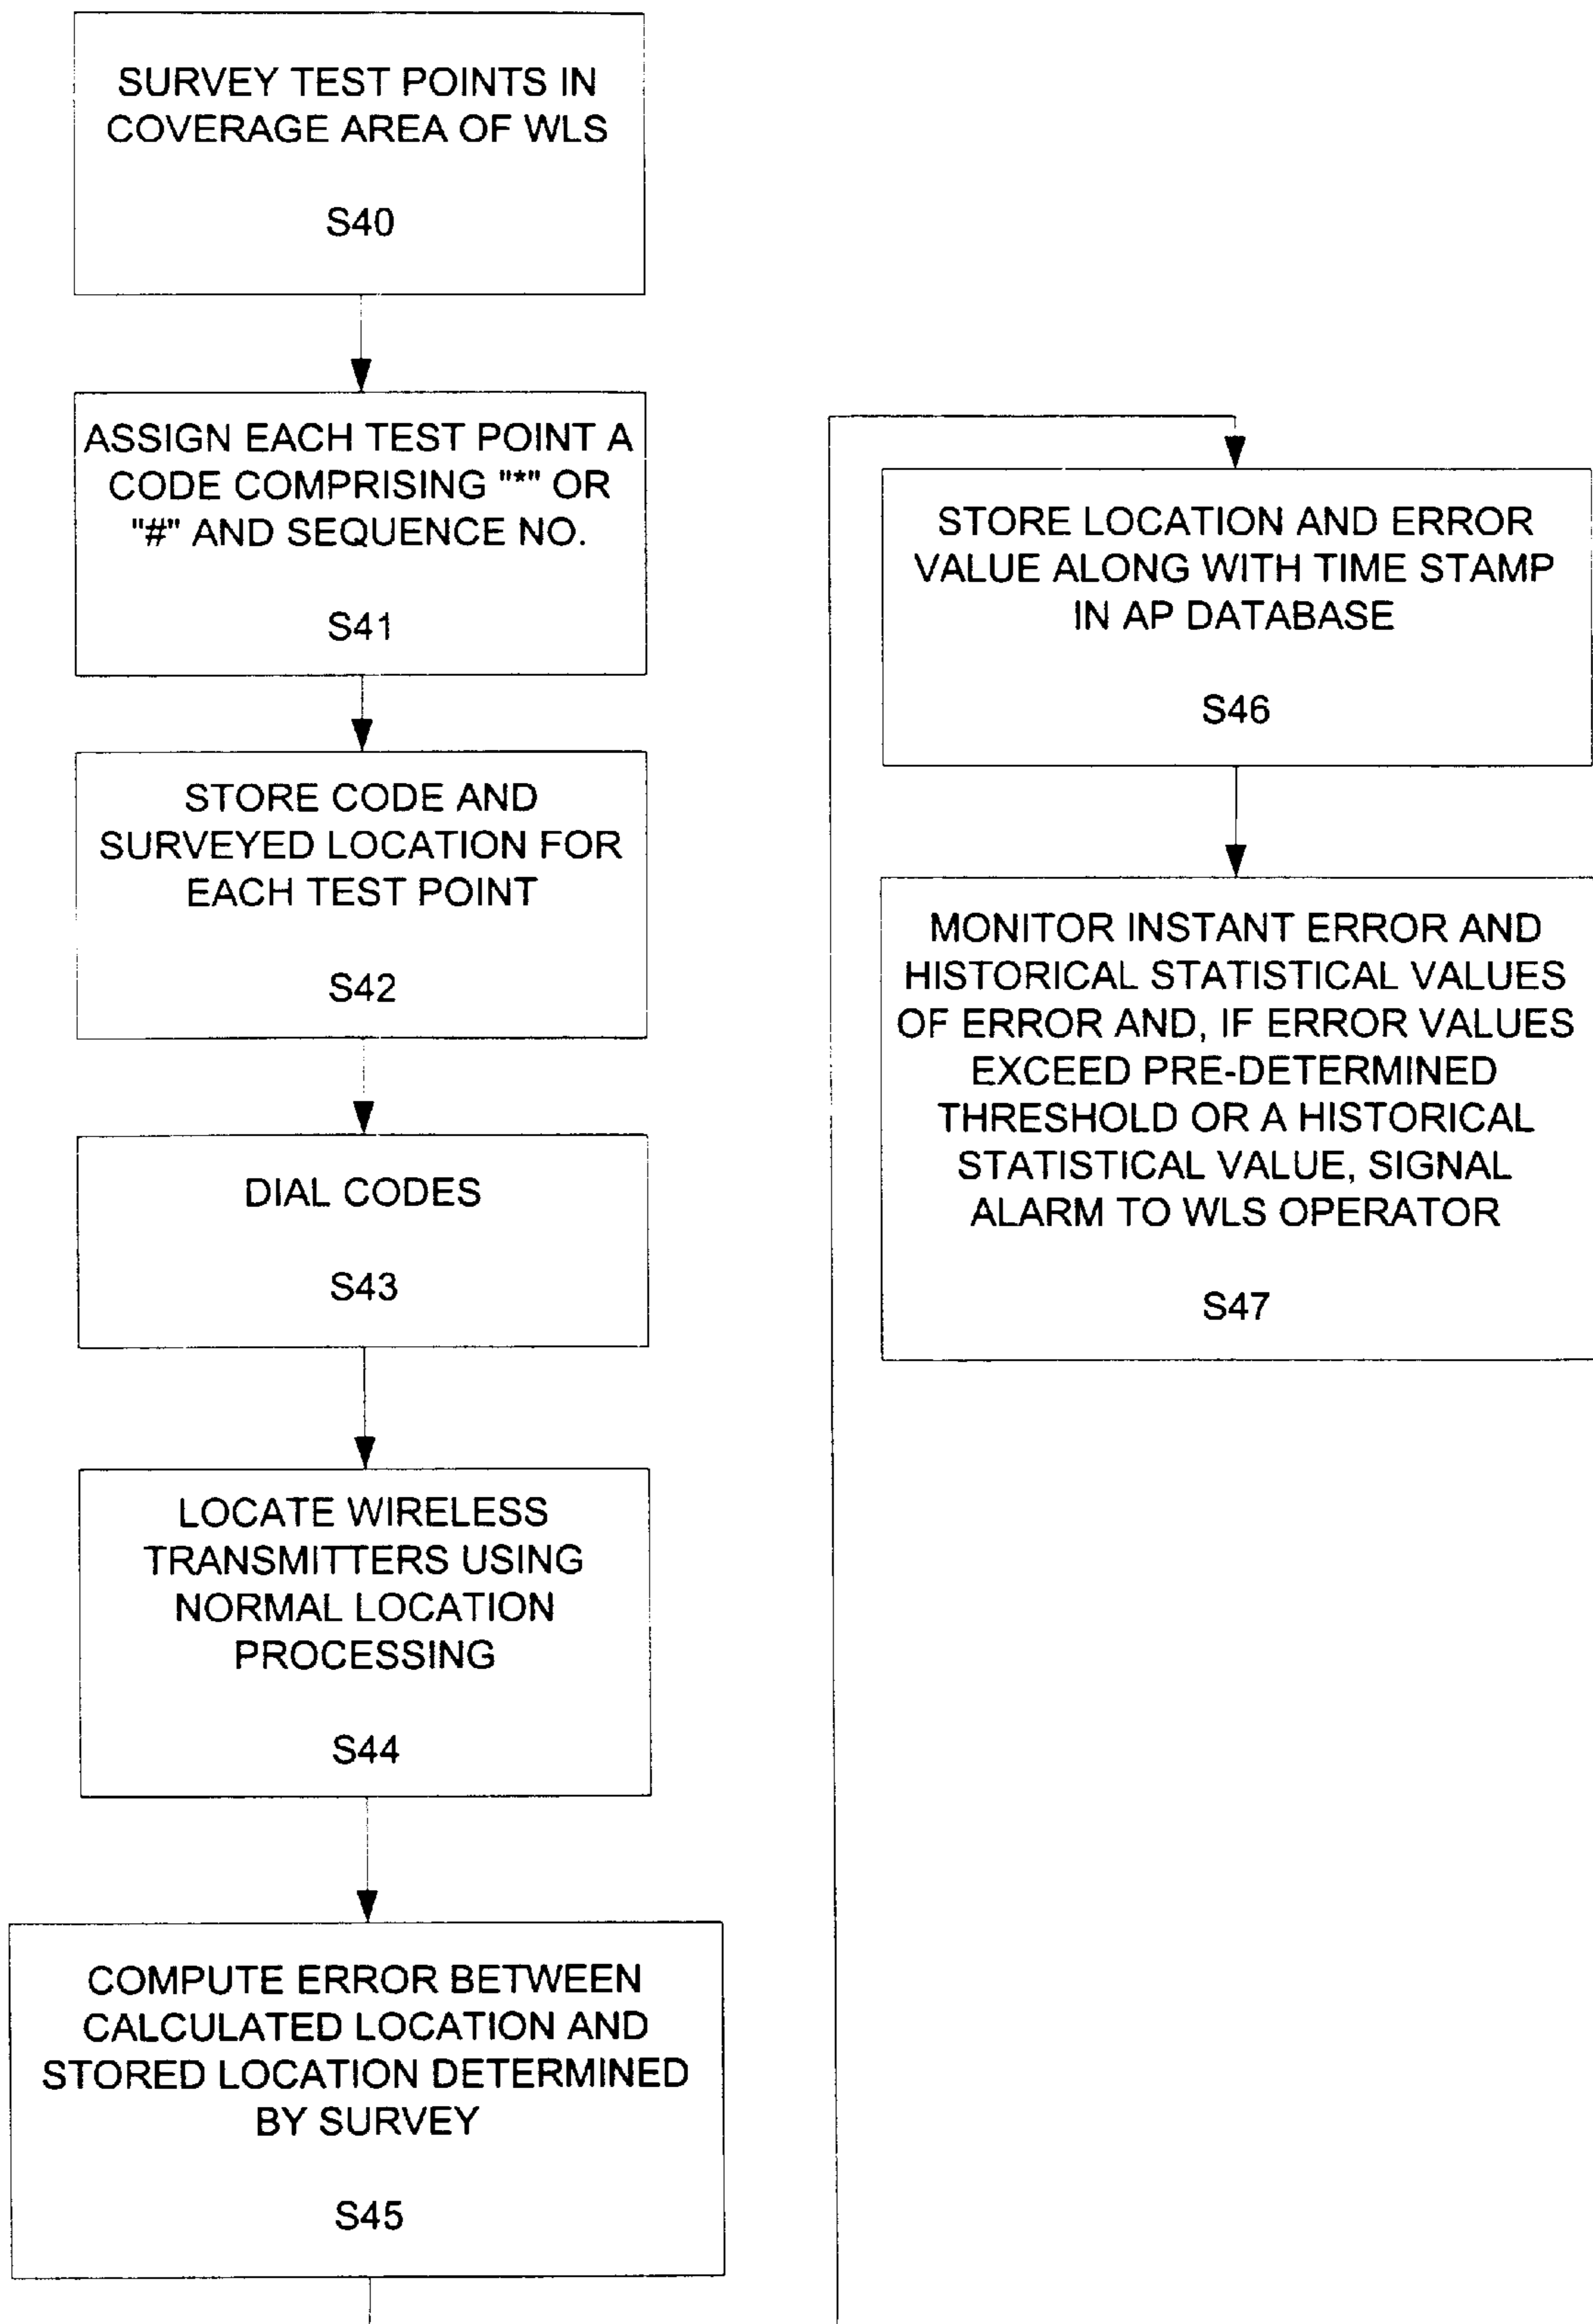 SURVEY TEST POINTS IN
COVERAGE AREA OF WLS
S40
ASSIGN EACH TEST POINT A
CODE COMPRISING "*" OR
"#" AND SEQUENCE NO.
S41
STORE CODE AND
SURVEYED LOCATION FOR
EACH TEST POINT
S42
DIAL CODES
S43
LOCATE WIRELESS
TRANSMITTERS USING
NORMAL LOCATION
PROCESSING
S44
COMPUTE ERROR BETWEEN
CALCULATED LOCATION AND
STORED LOCATION DETERMINED
BY SURVEY
S45
STORE LOCATION AND ERROR
VALUE ALONG WITH TIME STAMP
IN AP DATABASE
S46
MONITOR INSTANT ERROR AND
HISTORICAL STATISTICAL VALUES
OF ERROR AND, IF ERROR VALUES
EXCEED PRE-DETERMINED
THRESHOLD OR A HISTORICAL
STATISTICAL VALUE, SIGNAL
ALARM TO WLS OPERATOR
S47